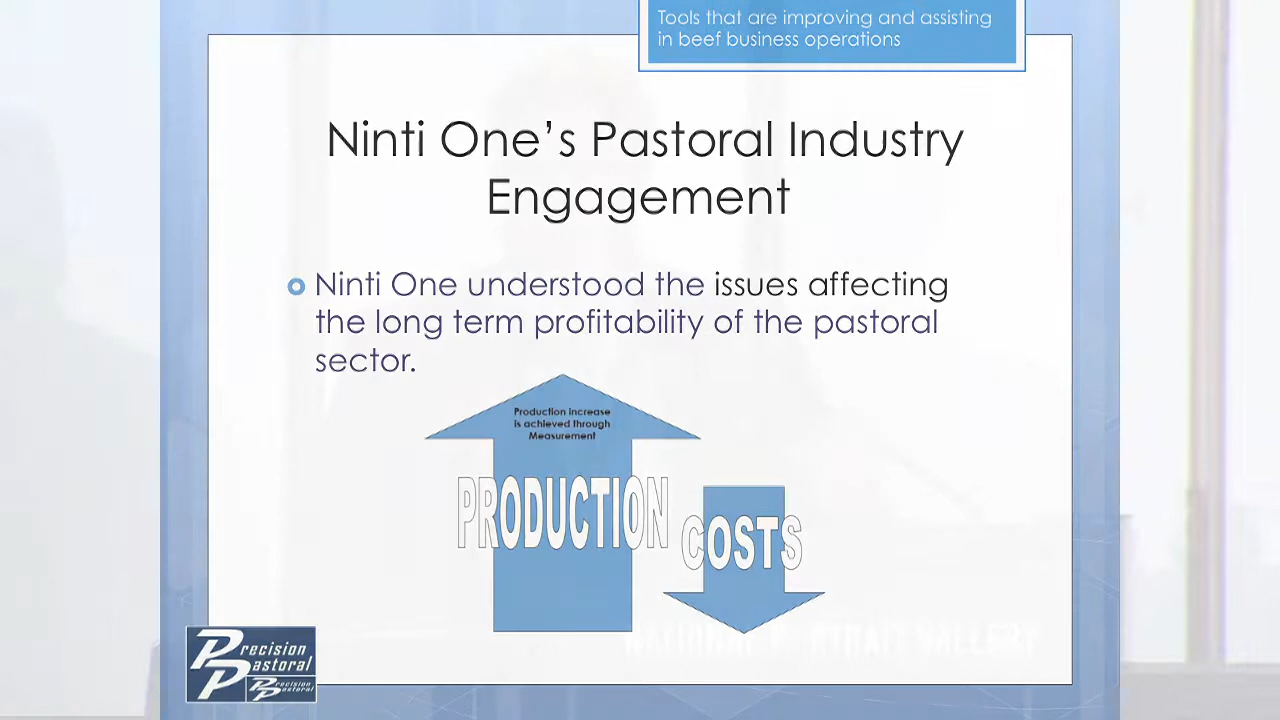 Tools that are improving and assisting
in beef business operations
Ninti One's Pastoral Industry
Engagement
Ninti One understood the issues affecting
the long term profitability of the pastoral
sector.
Production increase
is achieved through
Measurement
PRODUCTION
COSTS
Precision
Pastoral
Precision
Pastoral